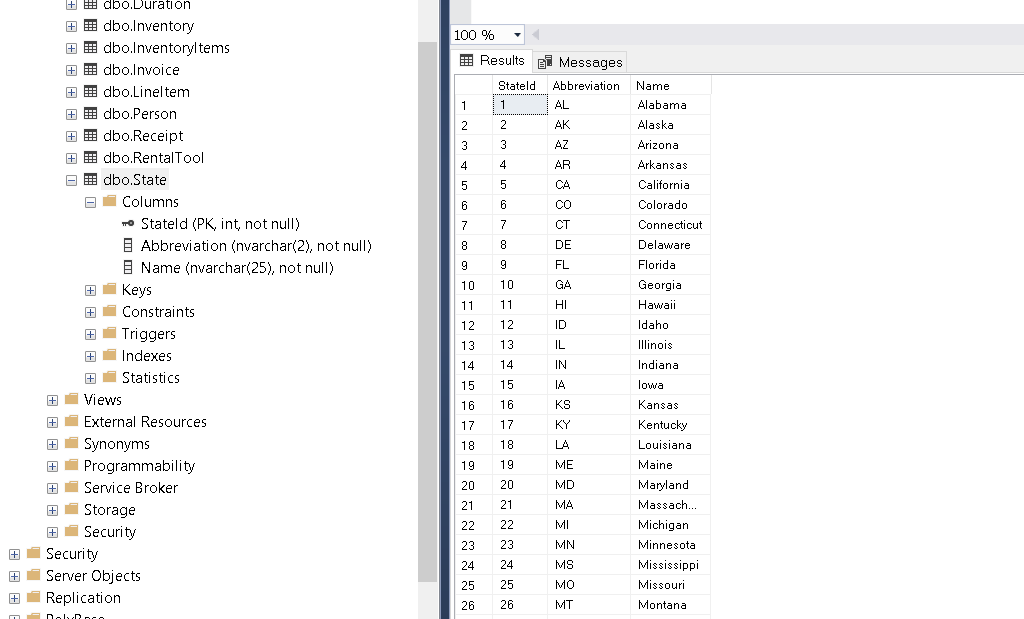 dbo.Duration
dbo.Inventory
dbo.InventoryItems
dbo.Invoice
dbo.LineItem
dbo.Person
dbo.Receipt
dbo.RentalTool
dbo.State
Columns
StateId (PK, int, not null)
Abbreviation (nvarchar(2), not null)
Name (nvarchar(25), not null)
Keys
Constraints
Triggers
Indexes
Statistics
Views
External Resources
Synonyms
Programmability
Service Broker
Storage
Security
Security
Server Objects
Replication
PolyBase
100 %
Results Messages
StateId Abbreviation Name
1 1 AL Alabama
2 2 AK Alaska
3 3 AZ Arizona
4 4 AR Arkansas
5 5 CA California
6 6 CO Colorado
7 7 CT Connecticut
8 8 DE Delaware
9 9 FL Florida
10 10 GA Georgia
11 11 HI Hawaii
12 12 ID Idaho
13 13 IL Illinois
14 14 IN Indiana
15 15 IA Iowa
16 16 KS Kansas
17 17 KY Kentucky
18 18 LA Louisiana
19 19 ME Maine
20 20 MD Maryland
21 21 MA Massach...
22 22 MI Michigan
23 23 MN Minnesota
24 24 MS Mississippi
25 25 MO Missouri
26 26 MT Montana